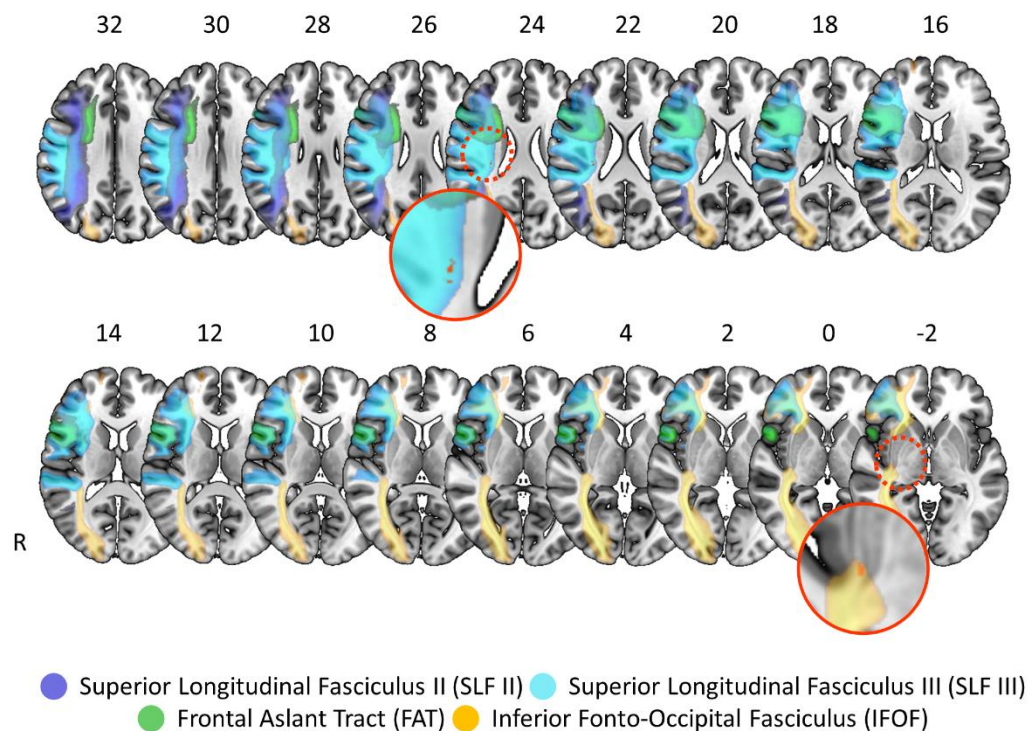 32 30 28 26 24 22 20 18 16
14 12 10 8 6 4 2 0 -2
R
Superior Longitudinal Fasciculus II (SLF II) Superior Longitudinal Fasciculus III (SLF III)
Frontal Aslant Tract (FAT) Inferior Fonto-Occipital Fasciculus (IFOF)